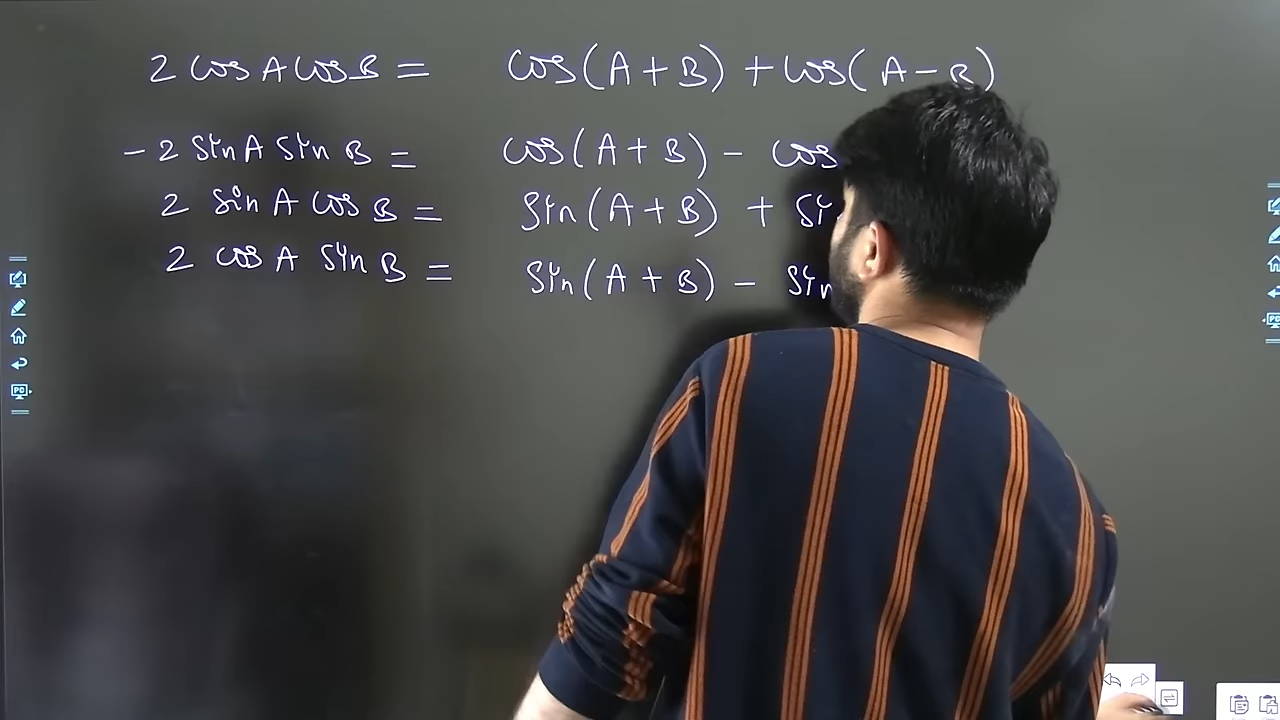 2 cos A cos B = cos(A+B) + cos(A-B)
-2 sin A sin B = cos(A+B) - cos
2 sin A cos B = sin(A+B) +
2 cos A sin B = sin(A+B) - sin